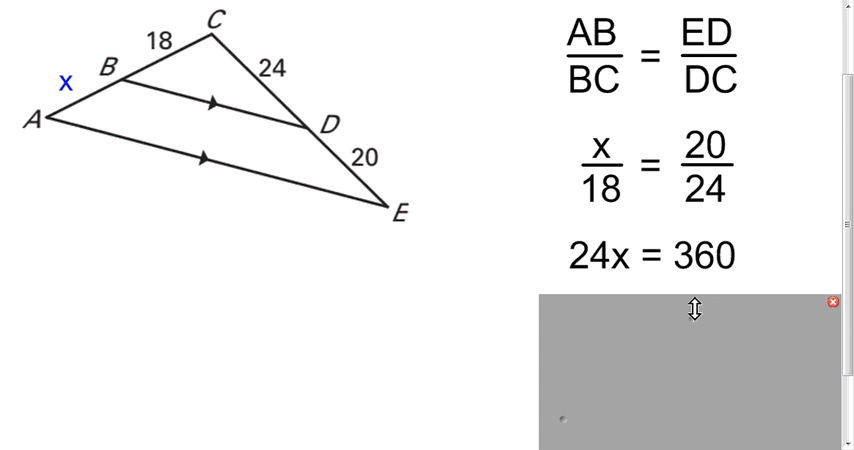 C
18
B
24
x
A
D
20
E
AB/BC = ED/DC
x/18 = 20/24
24x = 360